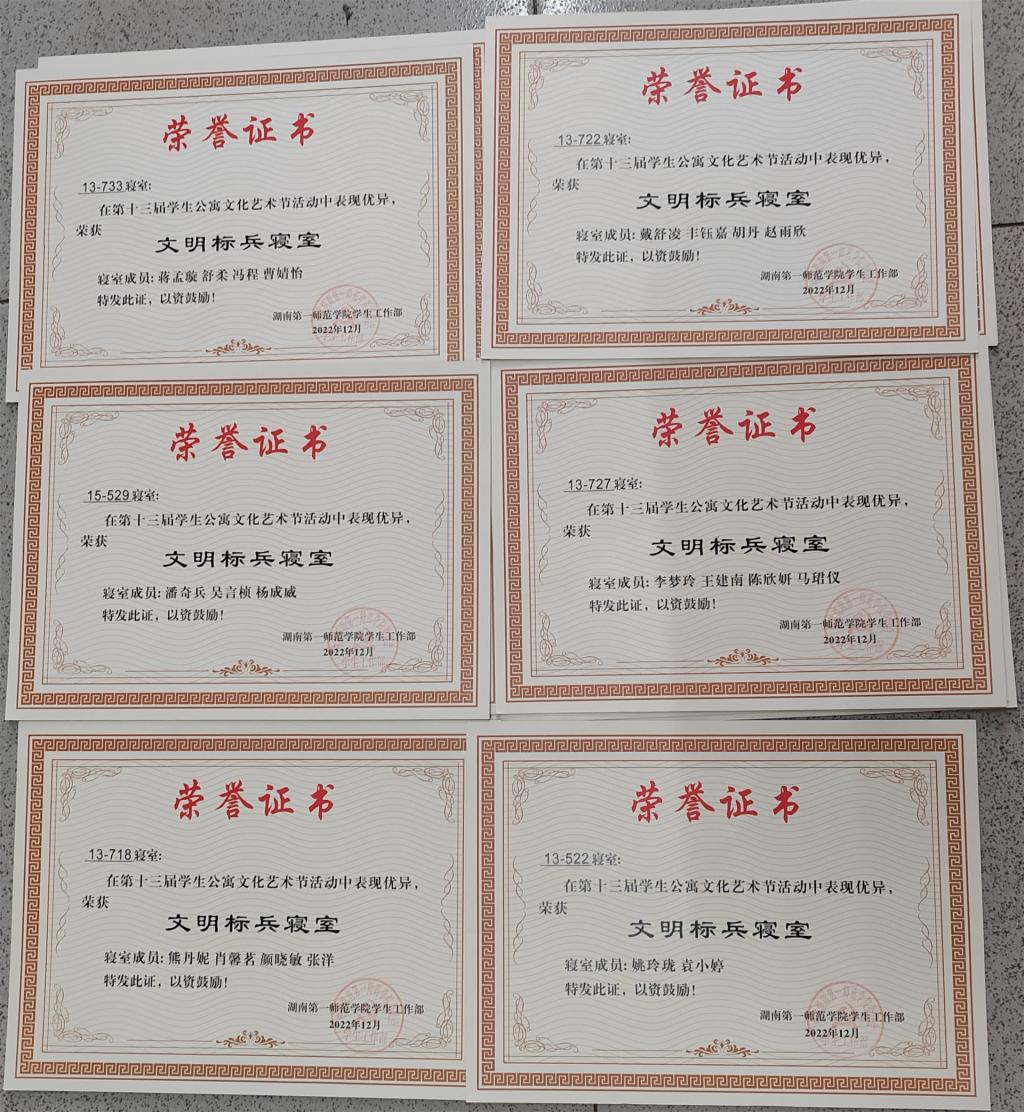 荣誉证书
13-733寝室:
在第十三届学生公寓文化艺术节活动中表现优异,
荣获
文明标兵寝室
寝室成员: 蒋孟璇 舒柔 冯程 曹婧怡
特发此证, 以资鼓励!
湖南第一师范学院学生工作部
2022年12月
荣誉证书
13-722寝室:
在第十三届学生公寓文化艺术节活动中表现优异,
荣获
文明标兵寝室
寝室成员: 戴舒凌 丰钰嘉 胡丹 赵雨欣
特发此证, 以资鼓励!
湖南第一师范学院学生工作部
2022年12月
荣誉证书
15-529寝室:
在第十三届学生公寓文化艺术节活动中表现优异,
荣获
文明标兵寝室
寝室成员: 潘奇兵 吴言桢 杨成威
特发此证, 以资鼓励!
湖南第一师范学院学生工作部
2022年12月
荣誉证书
13-727寝室:
在第十三届学生公寓文化艺术节活动中表现优异,
荣获
文明标兵寝室
寝室成员: 李梦玲 王建南 陈欣妍 马珺仪
特发此证, 以资鼓励!
湖南第一师范学院学生工作部
2022年12月
荣誉证书
13-718寝室:
在第十三届学生公寓文化艺术节活动中表现优异,
荣获
文明标兵寝室
寝室成员: 熊丹妮 肖馨茗 颜晓敏 张洋
特发此证, 以资鼓励!
湖南第一师范学院学生工作部
2022年12月
荣誉证书
13-522寝室:
在第十三届学生公寓文化艺术节活动中表现优异,
荣获
文明标兵寝室
寝室成员: 姚玲珑 袁小婷
特发此证, 以资鼓励!
湖南第一师范学院学生工作部
2022年12月